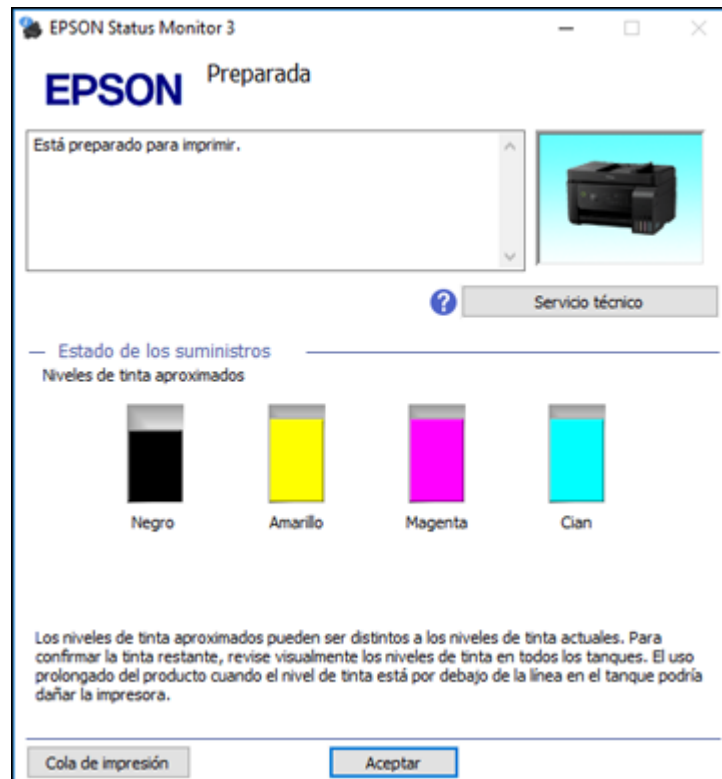 EPSON Status Monitor 3
EPSON
Preparada
Está preparado para imprimir.
Servicio técnico
Estado de los suministros
Niveles de tinta aproximados
Negro
Amarillo
Magenta
Cian
Los niveles de tinta aproximados pueden ser distintos a los niveles de tinta actuales. Para
confirmar la tinta restante, revise visualmente los niveles de tinta en todos los tanques. El uso
prolongado del producto cuando el nivel de tinta está por debajo de la línea en el tanque podría
dañar la impresora.
Cola de impresión
Aceptar